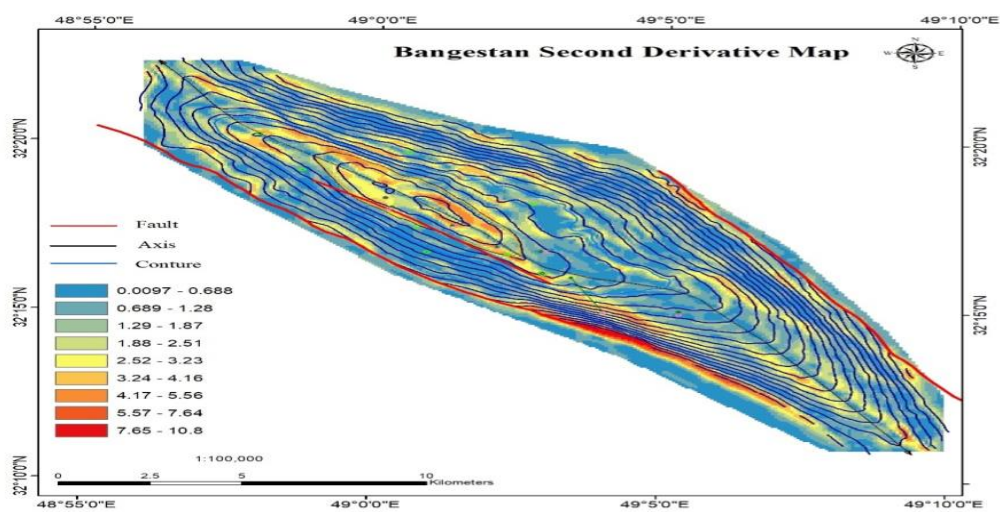 48°55'0"E 49°0'0"E 49°5'0"E 49°10'0"E
Bangestan Second Derivative Map
N
W E
S
32°20'0"N 32°20'0"N
Fault
Axis
Conture
0.0097 - 0.688
0.689 - 1.28
1.29 - 1.87
1.88 - 2.51
2.52 - 3.23
3.24 - 4.16
4.17 - 5.56
5.57 - 7.64
7.65 - 10.8
32°15'0"N 32°15'0"N
1:100,000
0 2.5 5 10
Kilometers
32°10'0"N
48°55'0"E 49°0'0"E 49°5'0"E 49°10'0"E